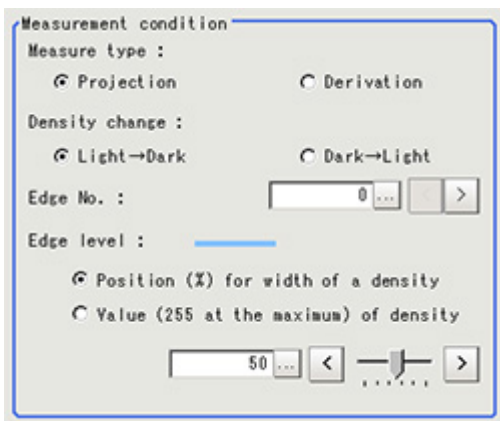 Measurement condition
Measure type :
Projection Derivation
Density change :
Light→Dark Dark→Light
Edge No. : 0 ... < >
Edge level :
Position (%) for width of a density
Value (255 at the maximum) of density
50 ... < >